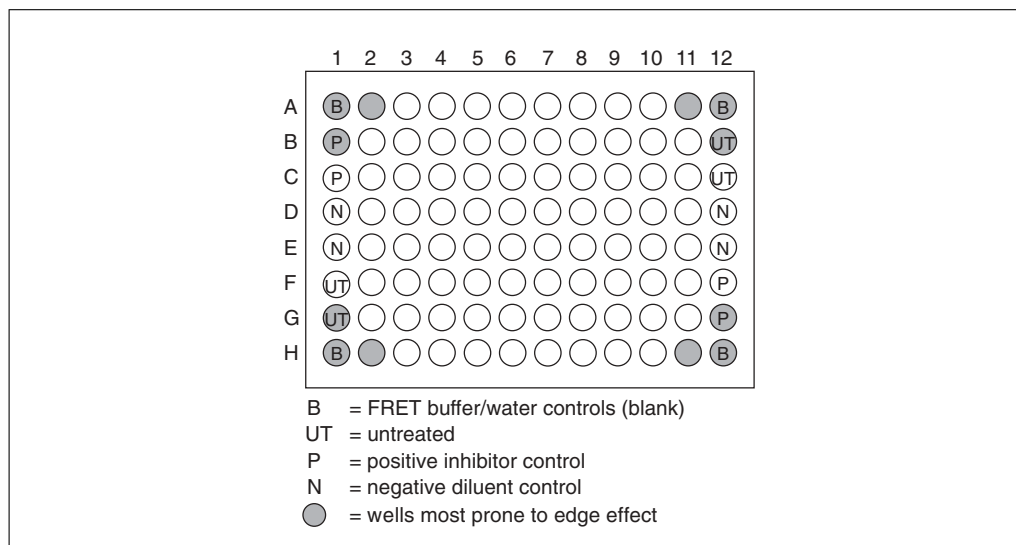 1 2 3 4 5 6 7 8 9 10 11 12
A B B
B P UT
C P UT
D N N
E N N
F UT P
G UT P
H B B
B = FRET buffer/water controls (blank)
UT = untreated
P = positive inhibitor control
N = negative diluent control
= wells most prone to edge effect